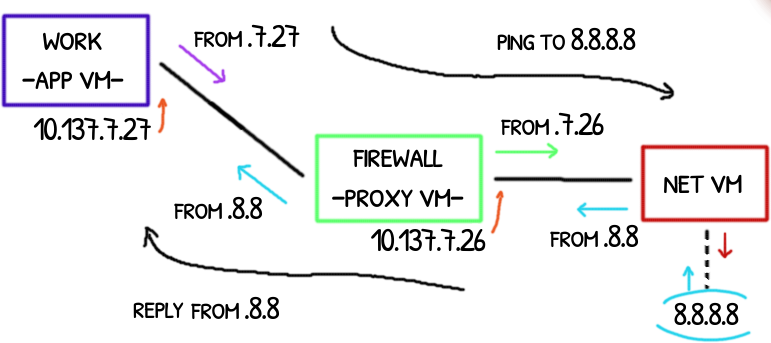 WORK
-APP VM-
10.137.7.27
FROM .7.27
PING TO 8.8.8.8
FROM .7.26
FIREWALL
-PROXY VM-
10.137.7.26
NET VM
FROM .8.8
FROM .8.8
REPLY FROM .8.8
8.8.8.8